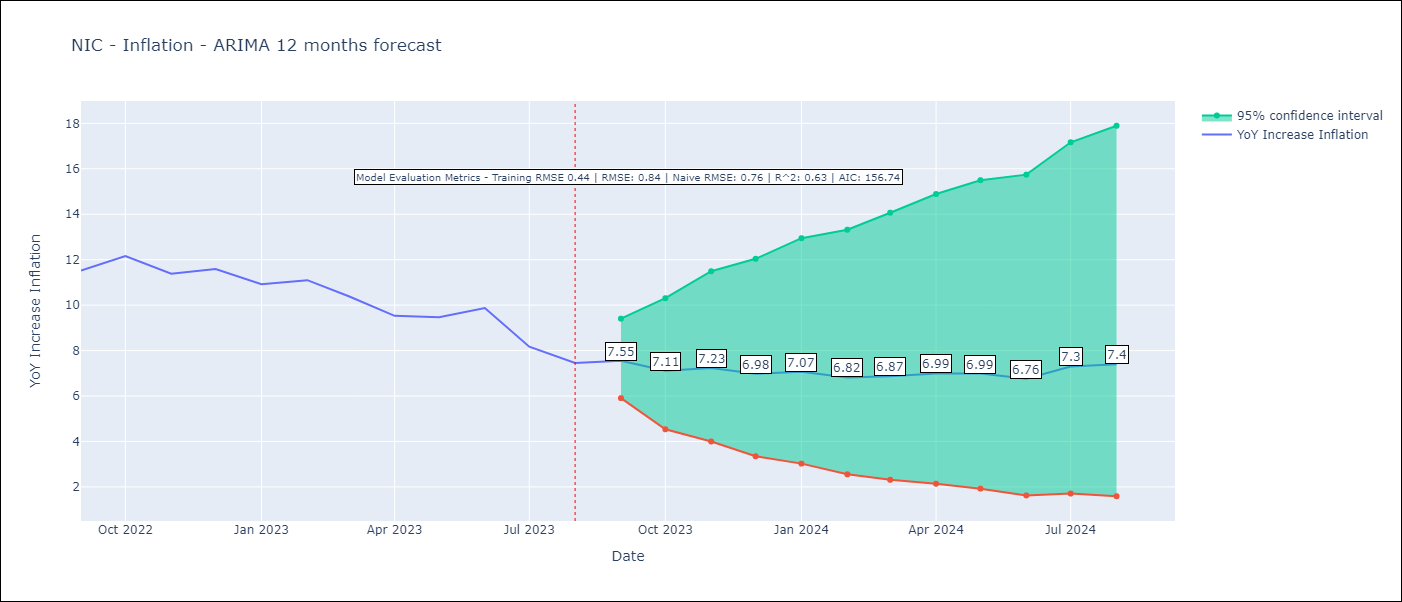 NIC - Inflation - ARIMA 12 months forecast
95% confidence interval
YoY Increase Inflation
Model Evaluation Metrics - Training RMSE 0.44 | RMSE: 0.84 | Naive RMSE: 0.76 | R^2: 0.63 | AIC: 156.74
YoY Increase Inflation
18
16
14
12
10
8
6
4
2
7.55
7.11
7.23
6.98
7.07
6.82
6.87
6.99
6.99
6.76
7.3
7.4
Oct 2022
Jan 2023
Apr 2023
Jul 2023
Oct 2023
Jan 2024
Apr 2024
Jul 2024
Date